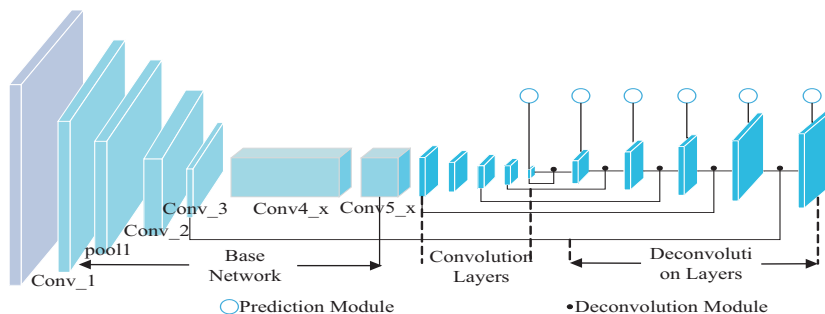 Conv_1
pool1
Conv_2
Conv_3
Conv4_x
Conv5_x
Base
Network
Convolution
Layers
Deconvoluti
on Layers
Prediction Module
Deconvolution Module